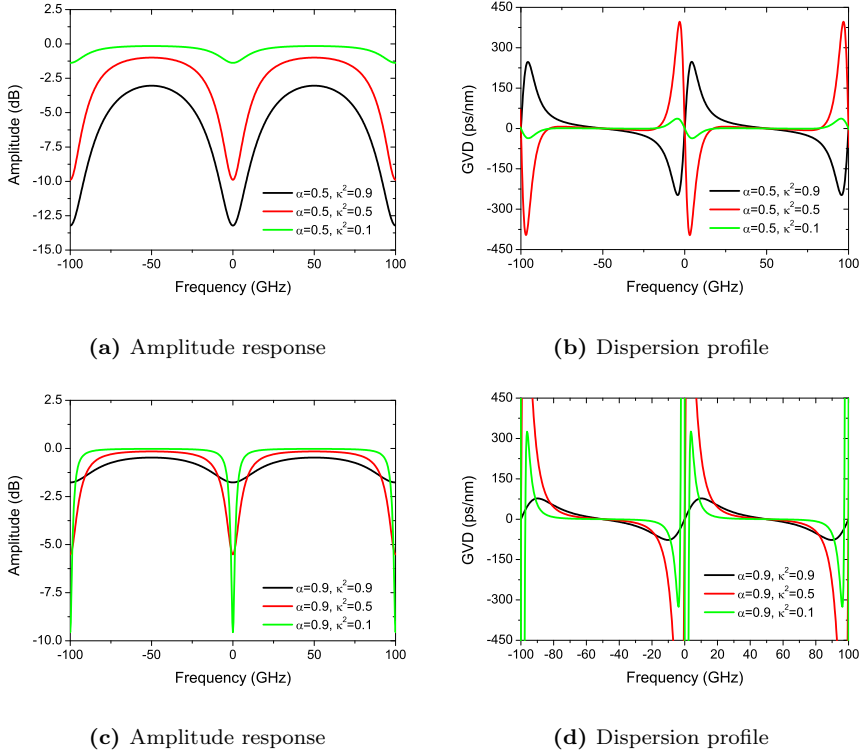 2.5
0.0
-2.5
-5.0
-7.5
-10.0
-12.5
-15.0
Amplitude (dB)
α=0.5, κ²=0.9
α=0.5, κ²=0.5
α=0.5, κ²=0.1
-100 -50 0 50 100
Frequency (GHz)
(a) Amplitude response
450
300
150
0
-150
300
450
GVD (ps/nm)
α=0.5, κ²=0.9
α=0.5, κ²=0.5
α=0.5, κ²=0.1
-100 -50 0 50 100
Frequency (GHz)
(b) Dispersion profile
2.5
0.0
-2.5
-5.0
-7.5
-10.0
Amplitude (dB)
α=0.9, κ²=0.9
α=0.9, κ²=0.5
α=0.9, κ²=0.1
-100 -50 0 50 100
Frequency (GHz)
(c) Amplitude response
450
300
150
0
-150
300
450
GVD (ps/nm)
α=0.9, κ²=0.9
α=0.9, κ²=0.5
α=0.9, κ²=0.1
-100 -80 -60 -40 -20 0 20 40 60 80 100
Frequency (GHz)
(d) Dispersion profile